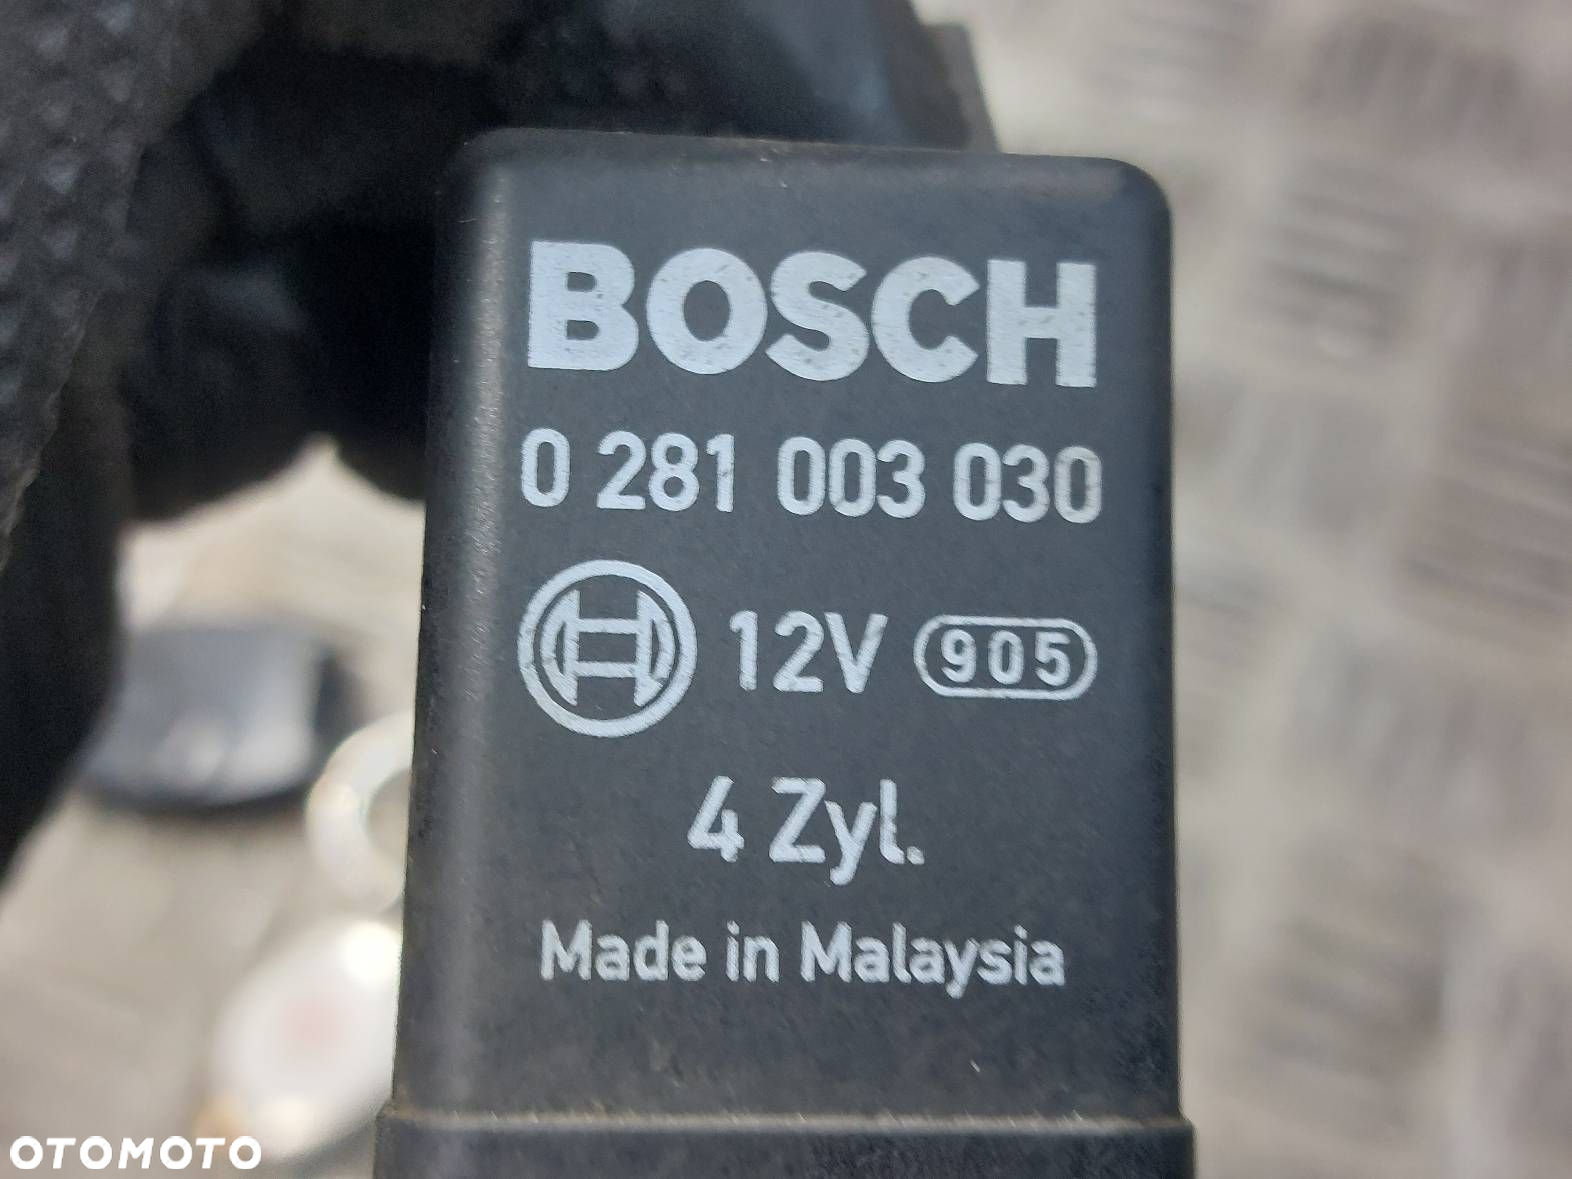 BOSCH
0 281 003 030
12V 905
4 Zyl.
Made in Malaysia
OTOMOTO